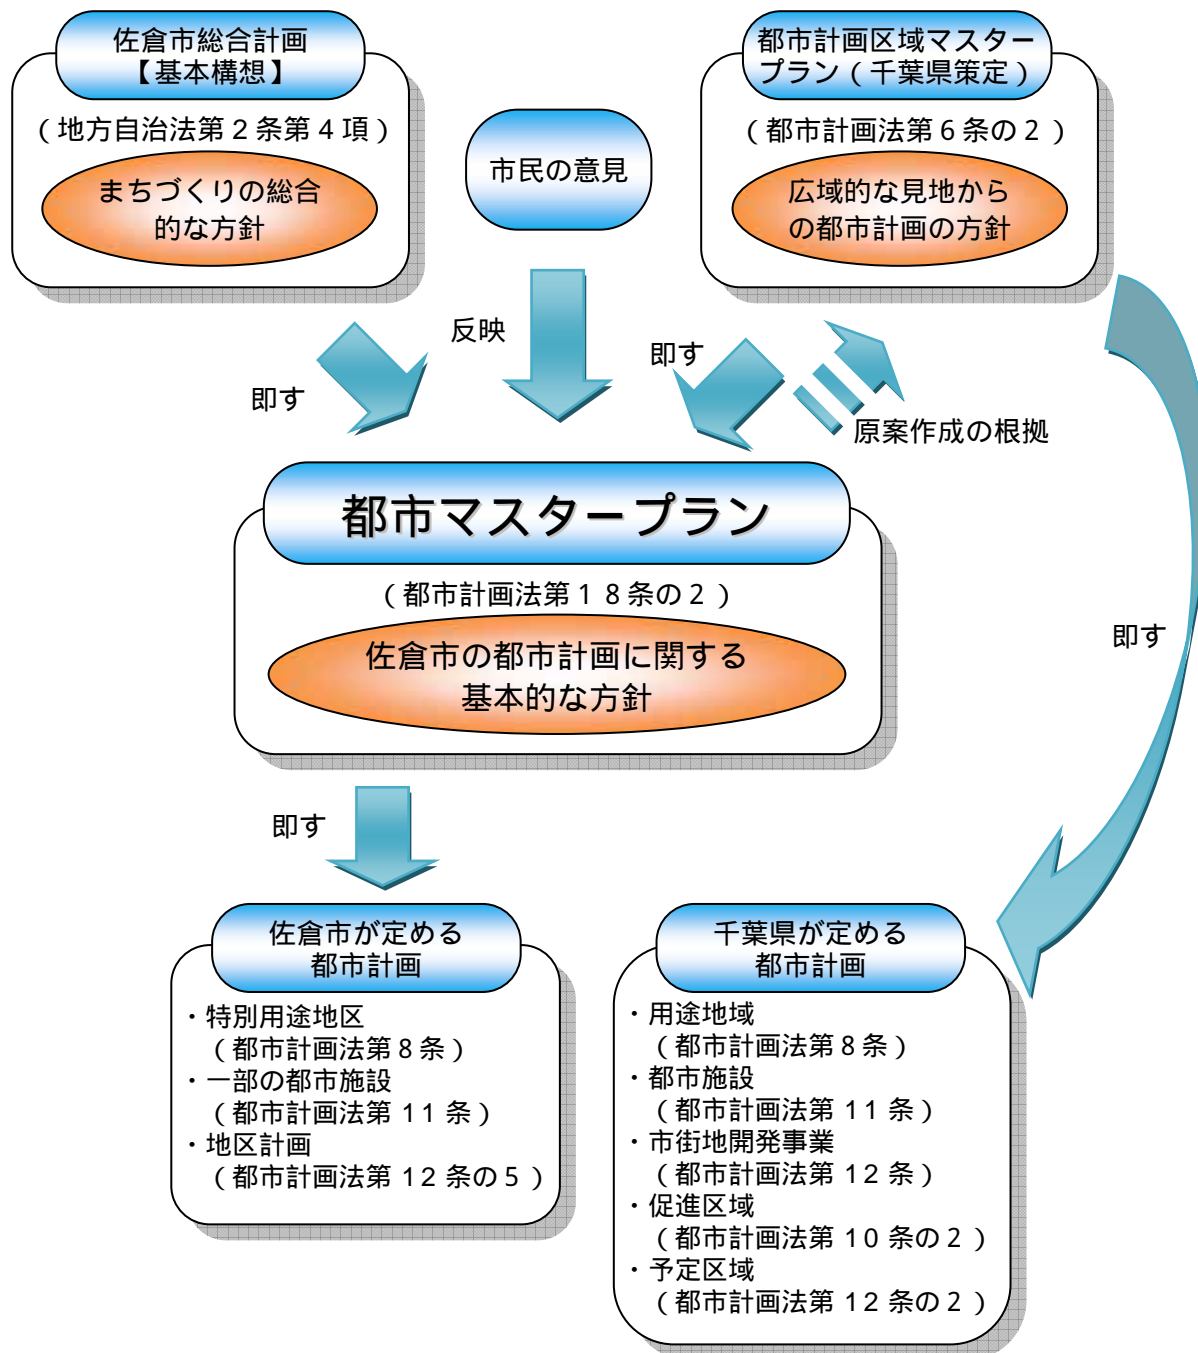 佐倉市総合計画
【基本構想】
（地方自治法第２条第４項）
まちづくりの総合
的な方針
市民の意見
都市計画区域マスター
プラン（千葉県策定）
（都市計画法第６条の２）
広域的な見地から
の都市計画の方針
反映
即す
即す
原案作成の根拠
都市マスタープラン
（都市計画法第１８条の２）
佐倉市の都市計画に関する
基本的な方針
即す
即す
佐倉市が定める
都市計画
・特別用途地区
（都市計画法第８条）
・一部の都市施設
（都市計画法第 11 条）
・地区計画
（都市計画法第 12 条の５）
千葉県が定める
都市計画
・用途地域
（都市計画法第８条）
・都市施設
（都市計画法第 11 条）
・市街地開発事業
（都市計画法第 12 条）
・促進区域
（都市計画法第 10 条の２）
・予定区域
（都市計画法第 12 条の２）